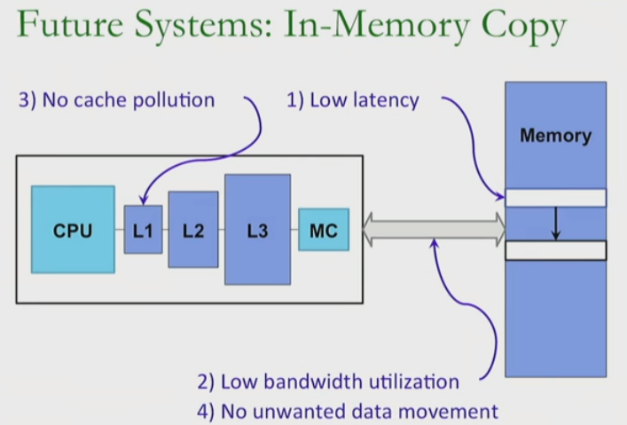 Future Systems: In-Memory Copy
3) No cache pollution
1) Low latency
Memory
CPU
L1
L2
L3
MC
2) Low bandwidth utilization
4) No unwanted data movement